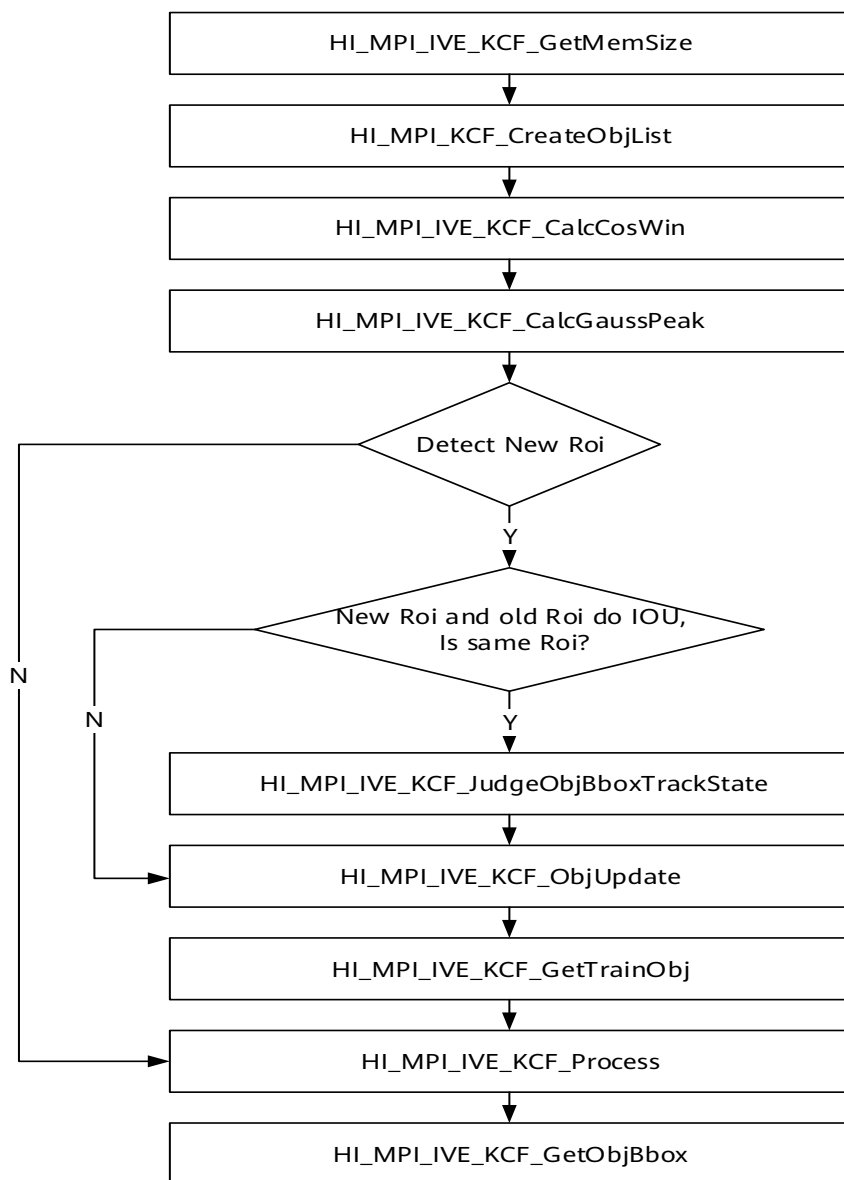 HI_MPI_IVE_KCF_GetMemSize
HI_MPI_KCF_CreateObjList
HI_MPI_IVE_KCF_CalcCosWin
HI_MPI_IVE_KCF_CalcGaussPeak
Detect New Roi
Y
New Roi and old Roi do IOU,
Is same Roi?
N
N
Y
HI_MPI_IVE_KCF_JudgeObjBboxTrackState
HI_MPI_IVE_KCF_ObjUpdate
HI_MPI_IVE_KCF_GetTrainObj
HI_MPI_IVE_KCF_Process
HI_MPI_IVE_KCF_GetObjBbox